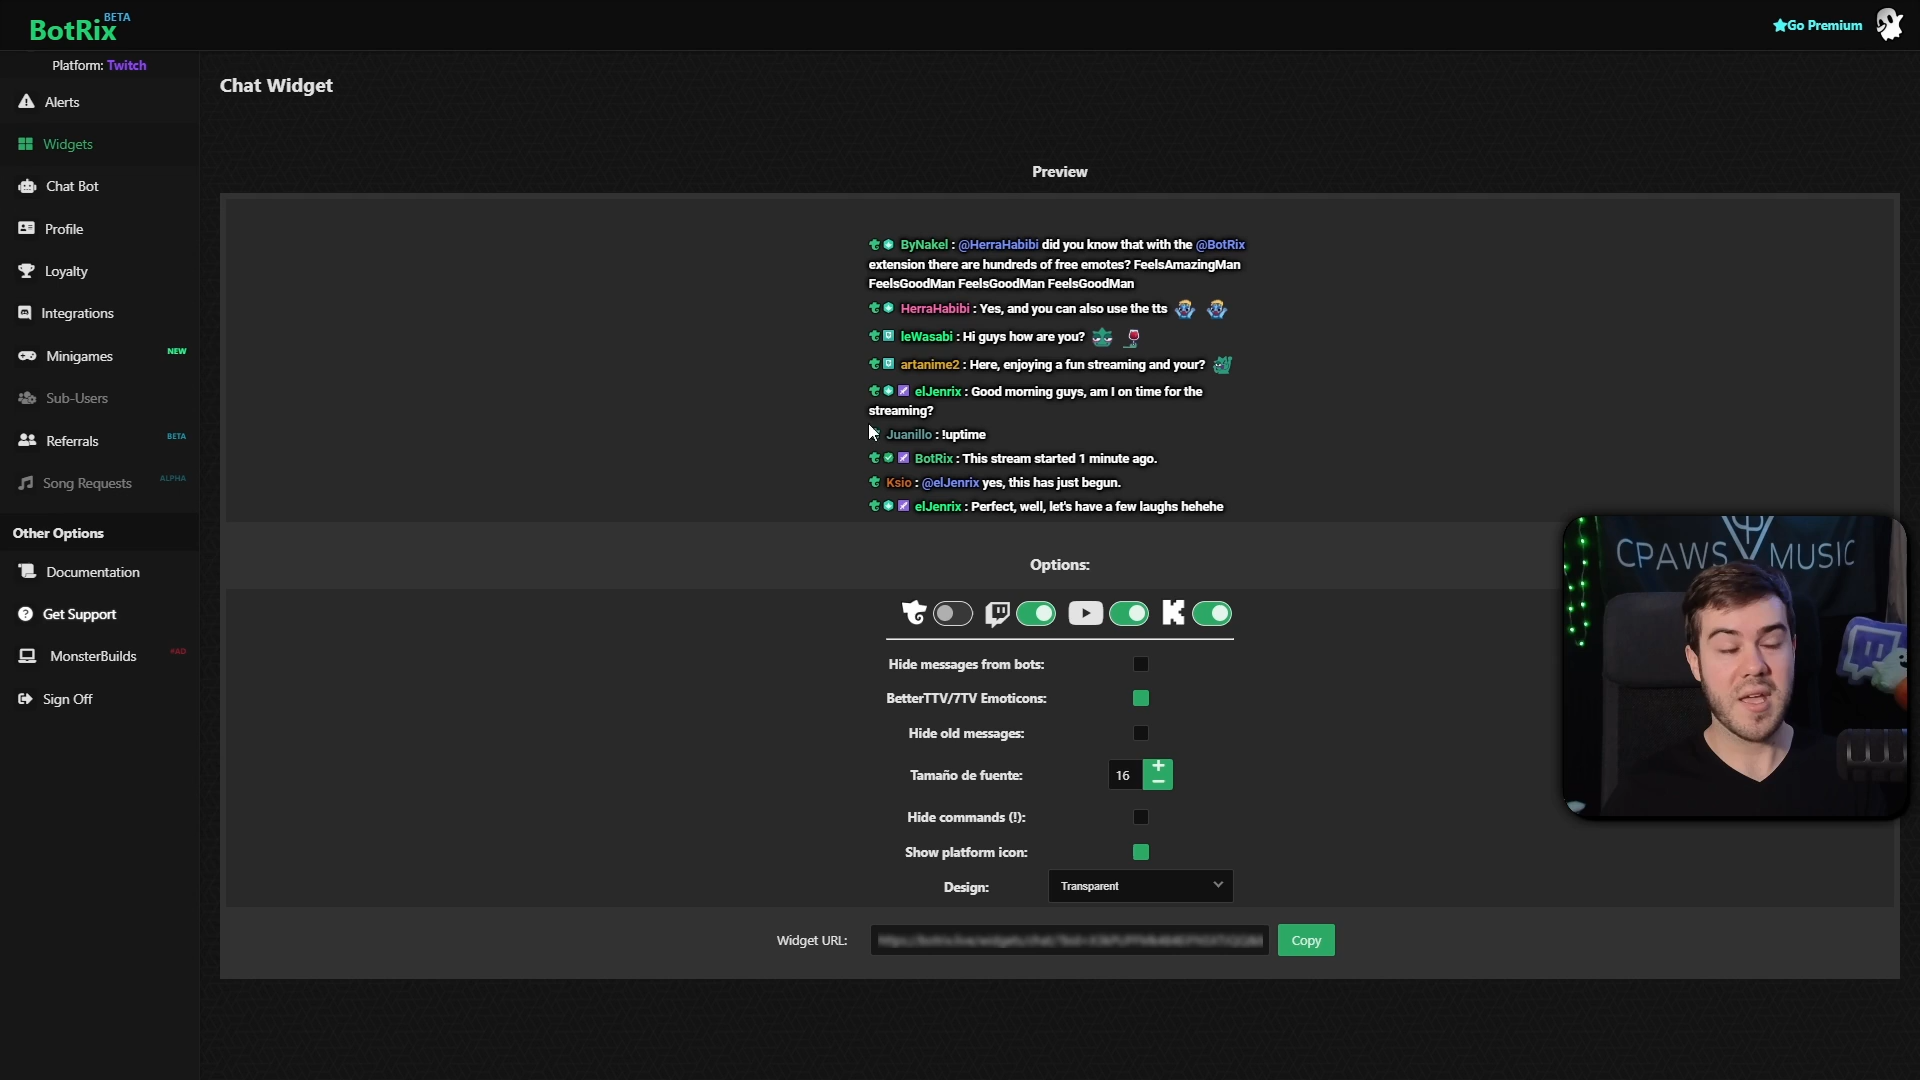 BotRix BETA
Go Premium
Platform: Twitch
Alerts
Widgets
Chat Bot
Profile
Loyalty
Integrations
Minigames NEW
Sub-Users
Referrals BETA
Song Requests ALPHA
Other Options
Documentation
Get Support
MonsterBuilds #AD
Sign Off
Chat Widget
Preview
ByNakel : @HerraHabibi did you know that with the @BotRix
extension there are hundreds of free emotes? FeelsAmazingMan
FeelsGoodMan FeelsGoodMan FeelsGoodMan
HerraHabibi : Yes, and you can also use the tts
leWasabi : Hi guys how are you?
artanime2 : Here, enjoying a fun streaming and your?
elJenrix : Good morning guys, am I on time for the
streaming?
Juanillo : !uptime
BotRix : This stream started 1 minute ago.
Ksio : @elJenrix yes, this has just begun.
elJenrix : Perfect, well, let's have a few laughs hehehe
Options:
Hide messages from bots:
BetterTTV/7TV Emoticons:
Hide old messages:
Tamaño de fuente: 16 + −
Hide commands (!):
Show platform icon:
Design: Transparent
Widget URL: Copy
CPAWS MUSIC